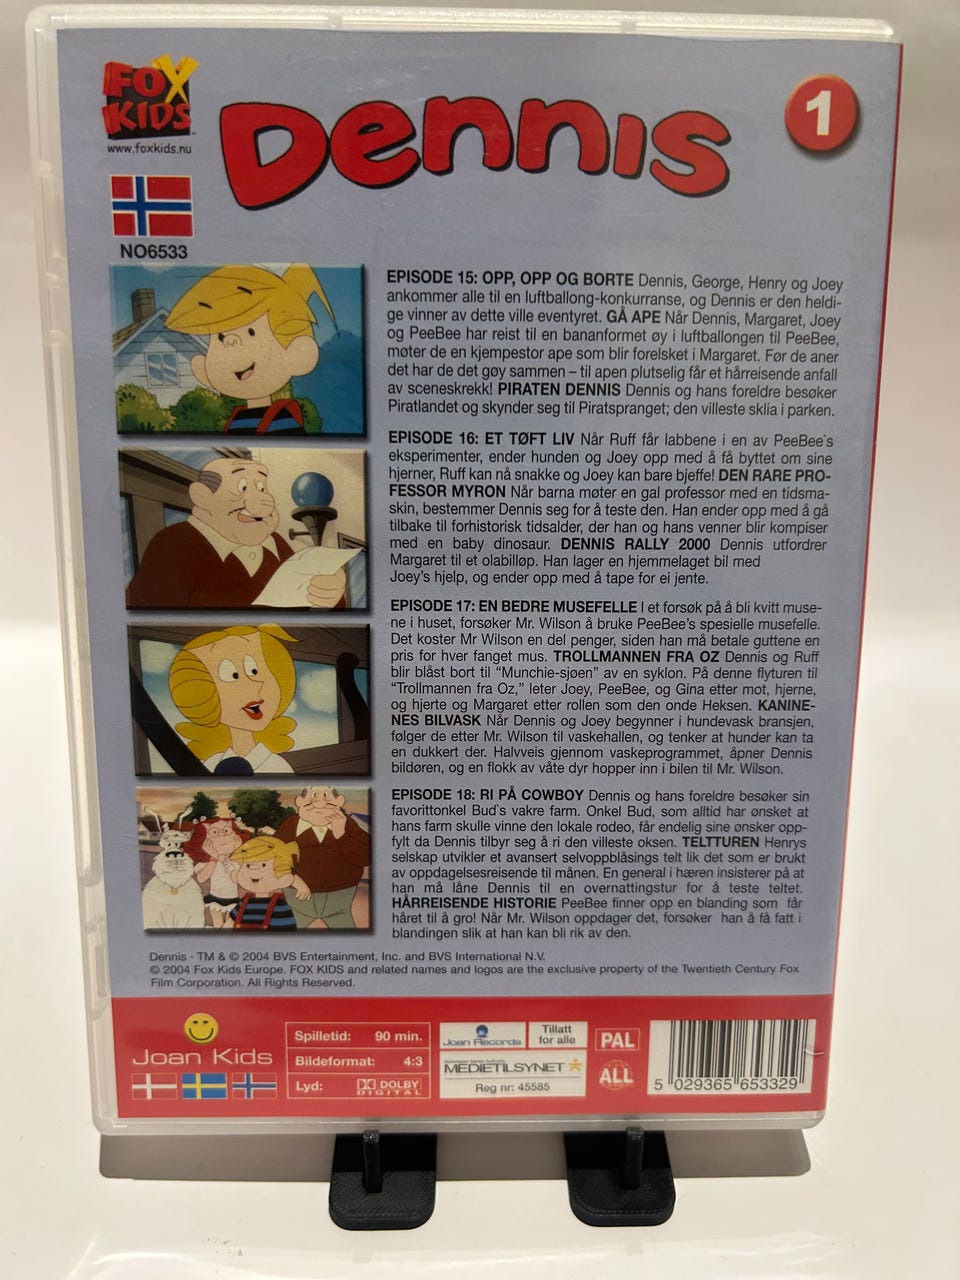 FOX
KIDS
www.foxkids.nu
Dennis
1
NO6533
EPISODE 15: OPP, OPP OG BORTE Dennis, George, Henry og Joey
ankommer alle til en luftballong-konkurranse, og Dennis er den heldi-
ge vinner av dette ville eventyret. GÅ APE Når Dennis, Margaret, Joey
og PeeBee har reist til en bananformet øy i luftballongen til PeeBee,
møter de en kjempestor ape som blir forelsket i Margaret. Før de aner
det har de det gøy sammen – til apen plutselig får et hårreisende anfall
av sceneskrekk! PIRATEN DENNIS Dennis og hans foreldre besøker
Piratlandet og skynder seg til Piratspranget; den villeste sklia i parken.
EPISODE 16: ET TØFT LIV Når Ruff får labbene i en av PeeBee`s
eksperimenter, ender hunden og Joey opp med å få byttet om sine
hjerner, Ruff kan nå snakke og Joey kan bare bjeffe! DEN RARE PRO-
FESSOR MYRON Når barna møter en gal professor med en tidsma-
skin, bestemmer Dennis seg for å teste den. Han ender opp med å gå
tilbake til forhistorisk tidsalder, der han og hans venner blir kompiser
med en baby dinosaur. DENNIS RALLY 2000 Dennis utfordrer
Margaret til et olabilløp. Han lager en hjemmelaget bil med
Joey's hjelp, og ender opp med å tape for ei jente.
EPISODE 17: EN BEDRE MUSEFELLE I et forsøk på å bli kvitt muse-
ne i huset, forsøker Mr. Wilson å bruke PeeBee's spesielle musefelle.
Det koster Mr Wilson en del penger, siden han må betale guttene en
pris for hver fanget mus. TROLLMANNEN FRA OZ Dennis og Ruff
blir blåst bort til “Munchie-sjøen” av en syklon. På denne flyturen til
“Trollmannen fra Oz,” leter Joey, PeeBee, og Gina etter mot, hjerne,
og hjerte og Margaret etter rollen som den onde Heksen. KANINE-
NES BILVASK Når Dennis og Joey begynner i hundevask bransjen,
følger de etter Mr. Wilson til vaskehallen, og tenker at hunder kan ta
en dukkert der. Halvveis gjennom vaskeprogrammet, åpner Dennis
bildøren, og en flokk av våte dyr hopper inn i bilen til Mr. Wilson.
EPISODE 18: RI PÅ COWBOY Dennis og hans foreldre besøker sin
favorittonkel Bud`s vakre farm. Onkel Bud, som alltid har ønsket at
hans farm skulle vinne den lokale rodeo, får endelig sine ønsker opp-
fylt da Dennis tilbyr seg å ri den villeste oksen. TELTTUREN Henrys
selskap utvikler et avansert selvoppblåsings telt lik det som er brukt
av oppdagelsesreisende til månen. En general i hæren insisterer på at
han må låne Dennis til en overnattingstur for å teste teltet.
HÅRREISENDE HISTORIE PeeBee finner opp en blanding som får
håret til å gro! Når Mr. Wilson oppdager det, forsøker han å få fatt i
blandingen slik at han kan bli rik av den.
Dennis - TM & © 2004 BVS Entertainment, Inc. and BVS International N.V.
© 2004 Fox Kids Europe. FOX KIDS and related names and logos are the exclusive property of the Twentieth Century Fox
Film Corporation. All Rights Reserved.
Joan Kids
Spilletid: 90 min.
Bildeformat: 4:3
Lyd: DOLBY
DIGITAL
Joan Records
Tillatt
for alle
Norwegian Media Authority
MEDIETILSYNET
Reg nr: 45585
PAL
ALL
5 029365 653329